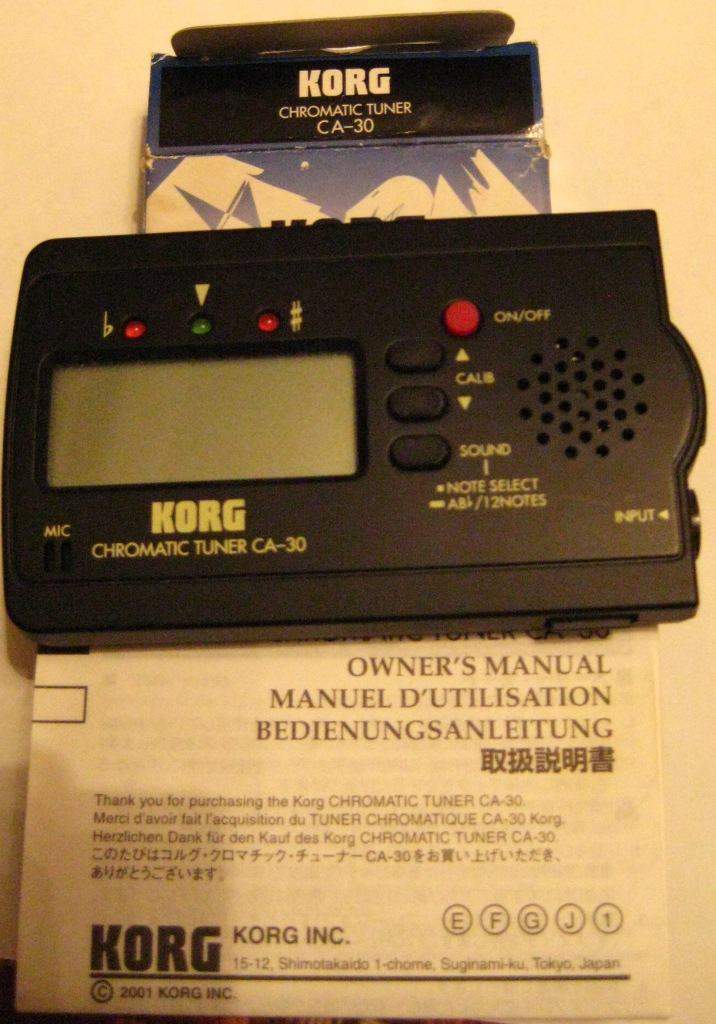 KORG
CHROMATIC TUNER
CA-30
KORG
♭
♯
ON/OFF
CALIB
SOUND
NOTE SELECT
AB♭/12NOTES
INPUT
MIC
KORG
CHROMATIC TUNER CA-30
CHROMATIC TUNER CA-30
OWNER'S MANUAL
MANUEL D'UTILISATION
BEDIENUNGSANLEITUNG
取扱説明書
Thank you for purchasing the Korg CHROMATIC TUNER CA-30.
Merci d'avoir fait l'acquisition du TUNER CHROMATIQUE CA-30 Korg.
Herzlichen Dank für den Kauf des Korg CHROMATIC TUNER CA-30.
このたびはコルグ・クロマチック・チューナーCA-30をお買い上げいただき、
ありがとうございます。
E F G J 1
KORG KORG INC.
15-12, Shimotakaido 1-chome, Suginami-ku, Tokyo, Japan
© 2001 KORG INC.